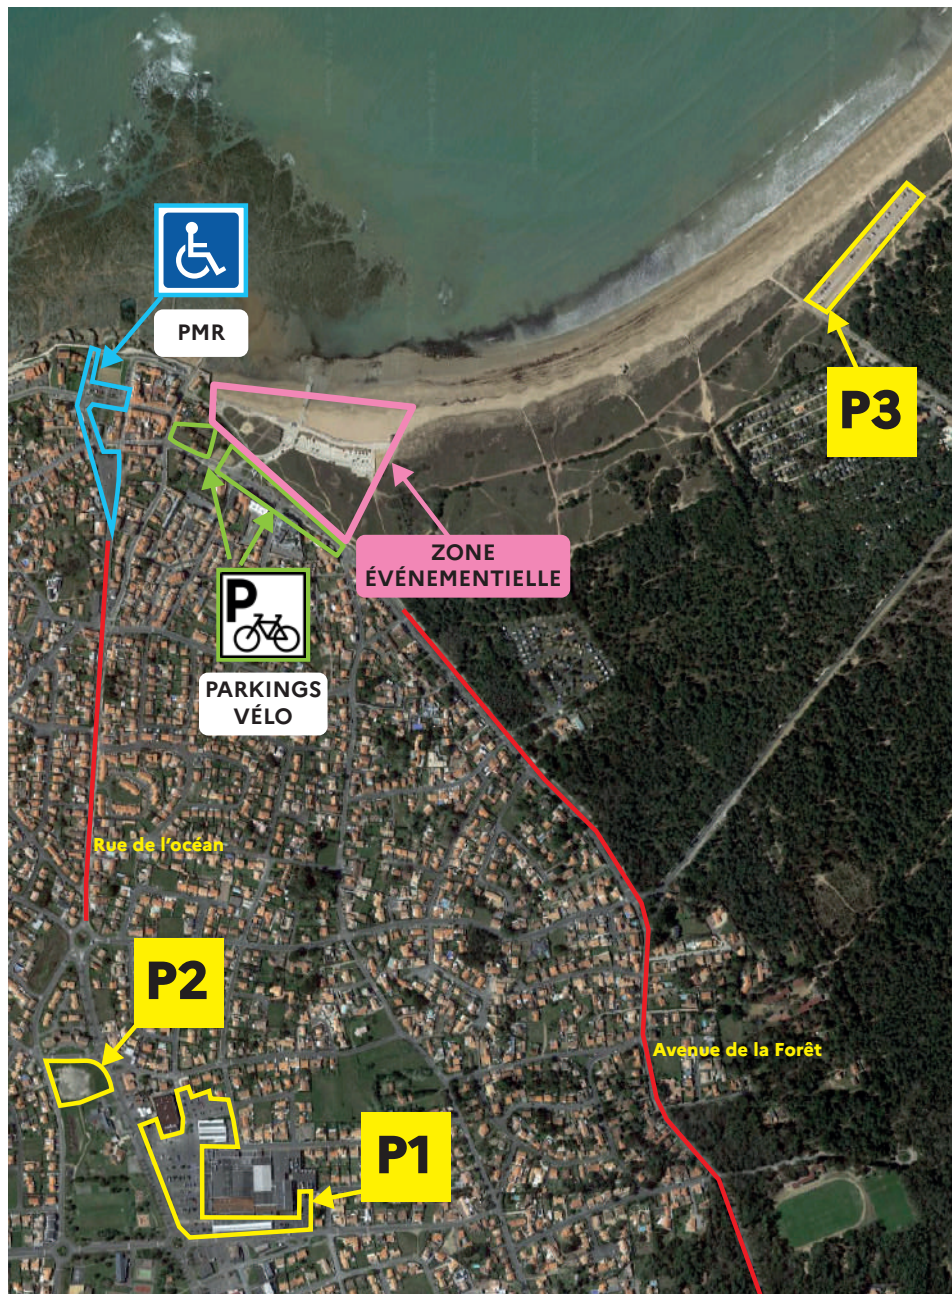 PMR
P3
ZONE
ÉVÉNEMENTIELLE
P
PARKINGS
VÉLO
Rue de l'océan
P2
Avenue de la Forêt
P1